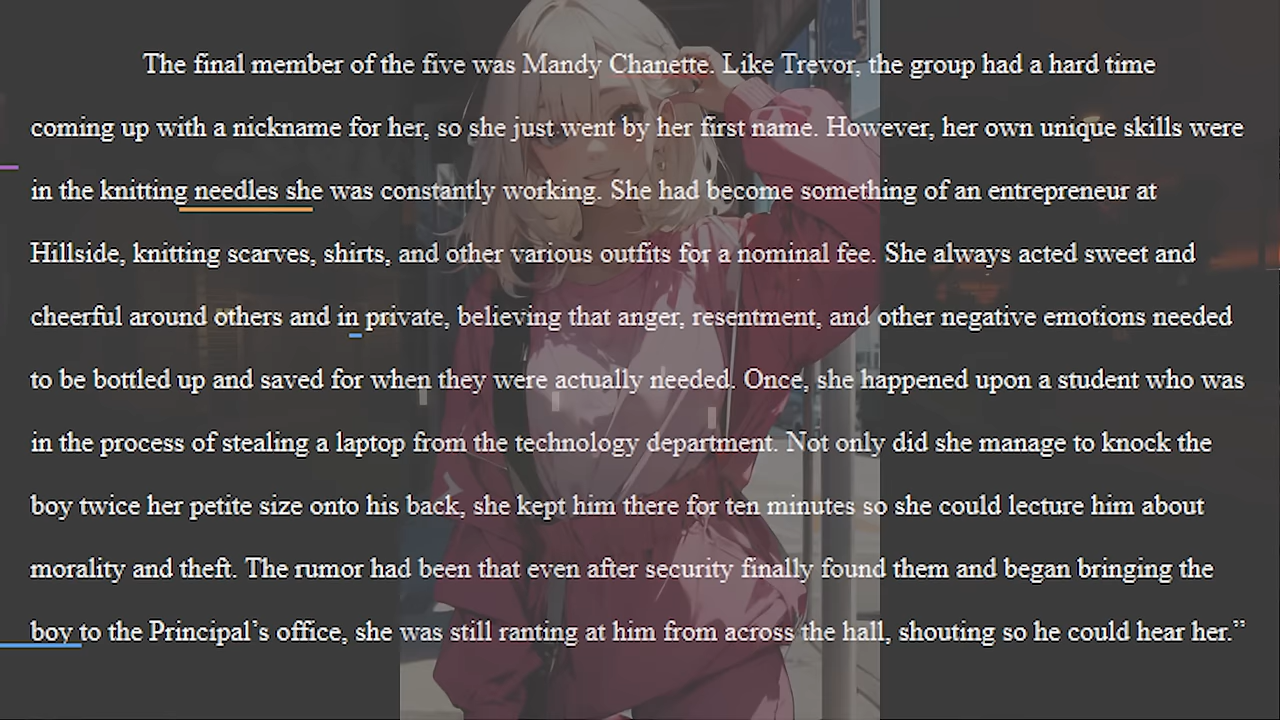 The final member of the five was Mandy Chanette. Like Trevor, the group had a hard time
coming up with a nickname for her, so she just went by her first name. However, her own unique skills were
in the knitting needles she was constantly working. She had become something of an entrepreneur at
Hillside, knitting scarves, shirts, and other various outfits for a nominal fee. She always acted sweet and
cheerful around others and in private, believing that anger, resentment, and other negative emotions needed
to be bottled up and saved for when they were actually needed. Once, she happened upon a student who was
in the process of stealing a laptop from the technology department. Not only did she manage to knock the
boy twice her petite size onto his back, she kept him there for ten minutes so she could lecture him about
morality and theft. The rumor had been that even after security finally found them and began bringing the
boy to the Principal’s office, she was still ranting at him from across the hall, shouting so he could hear her.”